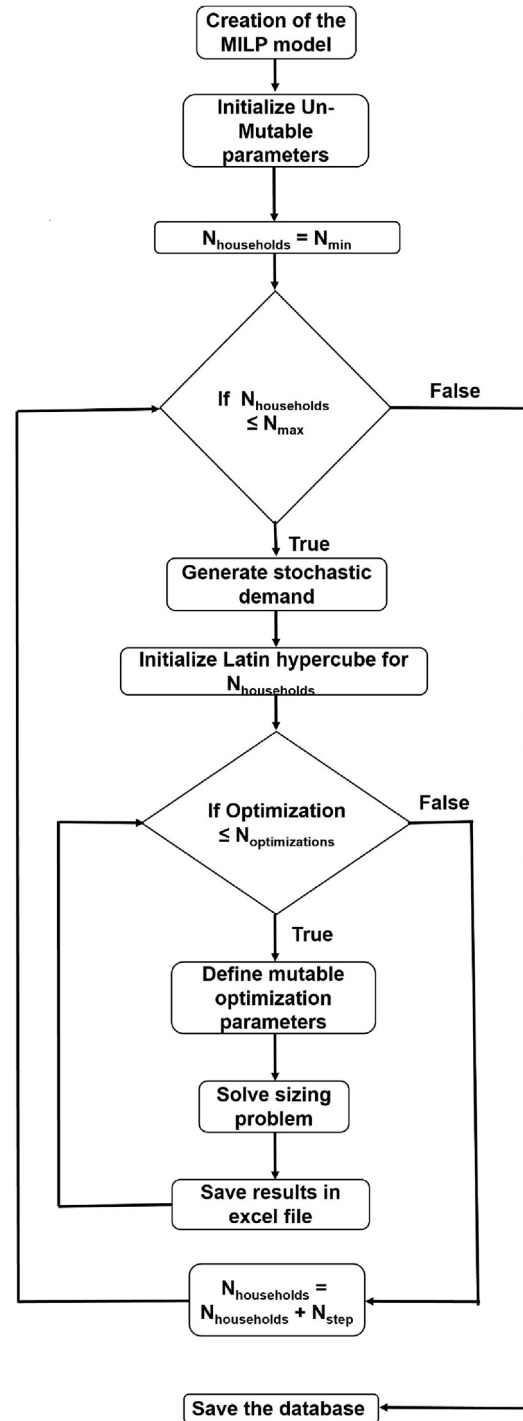 Creation of the
MILP model
Initialize Un-
Mutable
parameters
Nhouseholds = Nmin
If Nhouseholds
≤ Nmax
False
True
Generate stochastic
demand
Initialize Latin hypercube for
Nhouseholds
If Optimization
≤ Noptimizations
False
True
Define mutable
optimization
parameters
Solve sizing
problem
Save results in
excel file
Nhouseholds =
Nhouseholds + Nstep
Save the database